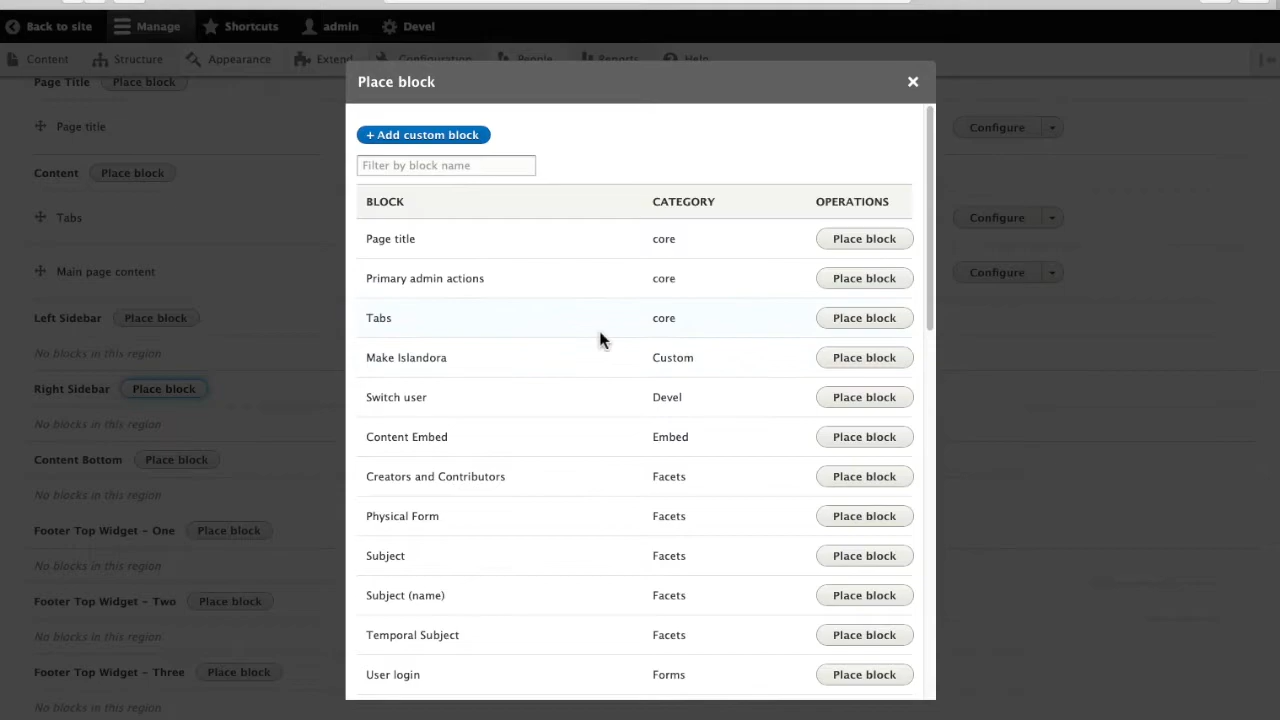 Back to site Manage Shortcuts admin Devel
Content Structure Appearance Extend Configuration People Reports Help
Page Title Place block
Page title Configure
Content Place block
Tabs Configure
Main page content Configure
Left Sidebar Place block
No blocks in this region
Right Sidebar Place block
No blocks in this region
Content Bottom Place block
No blocks in this region
Footer Top Widget - One Place block
No blocks in this region
Footer Top Widget - Two Place block
No blocks in this region
Footer Top Widget - Three Place block
No blocks in this region
Place block
+ Add custom block
Filter by block name
BLOCK CATEGORY OPERATIONS
Page title core Place block
Primary admin actions core Place block
Tabs core Place block
Make Islandora Custom Place block
Switch user Devel Place block
Content Embed Embed Place block
Creators and Contributors Facets Place block
Physical Form Facets Place block
Subject Facets Place block
Subject (name) Facets Place block
Temporal Subject Facets Place block
User login Forms Place block